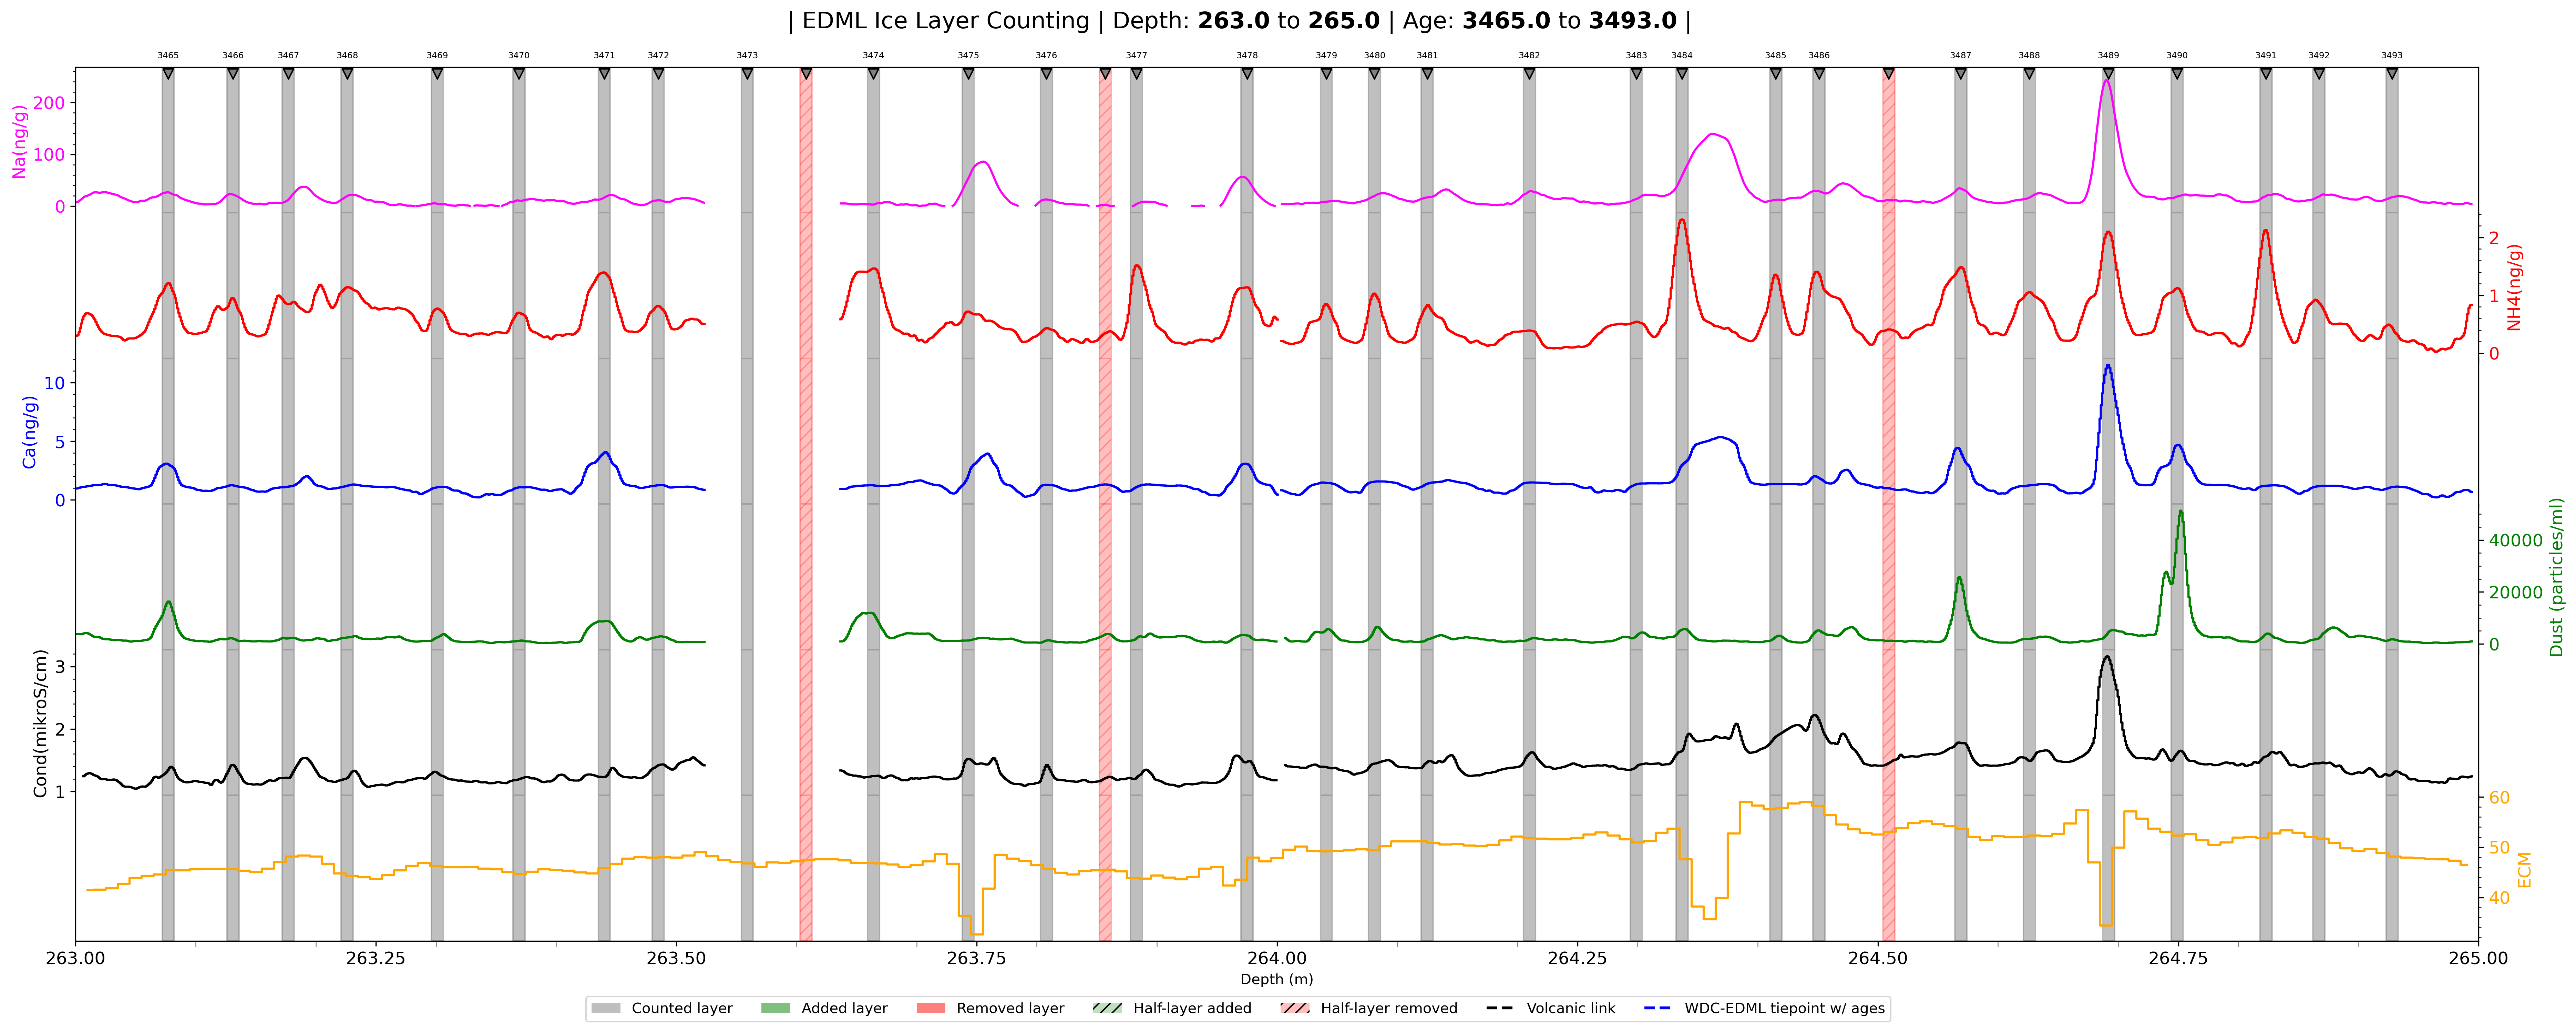 | EDML Ice Layer Counting | Depth: 263.0 to 265.0 | Age: 3465.0 to 3493.0 |
3465 3466 3467 3468 3469 3470 3471 3472 3473 3474 3475 3476 3477 3478 3479 3480 3481 3482 3483 3484 3485 3486 3487 3488 3489 3490 3491 3492 3493
Na(ng/g)
200
100
0
NH4(ng/g)
2
1
0
Ca(ng/g)
10
5
0
Dust (particles/ml)
40000
20000
0
Cond(mikroS/cm)
3
2
1
ECM
60
50
40
263.00 263.25 263.50 263.75 264.00 264.25 264.50 264.75 265.00
Depth (m)
Counted layer Added layer Removed layer Half-layer added Half-layer removed Volcanic link WDC-EDML tiepoint w/ ages